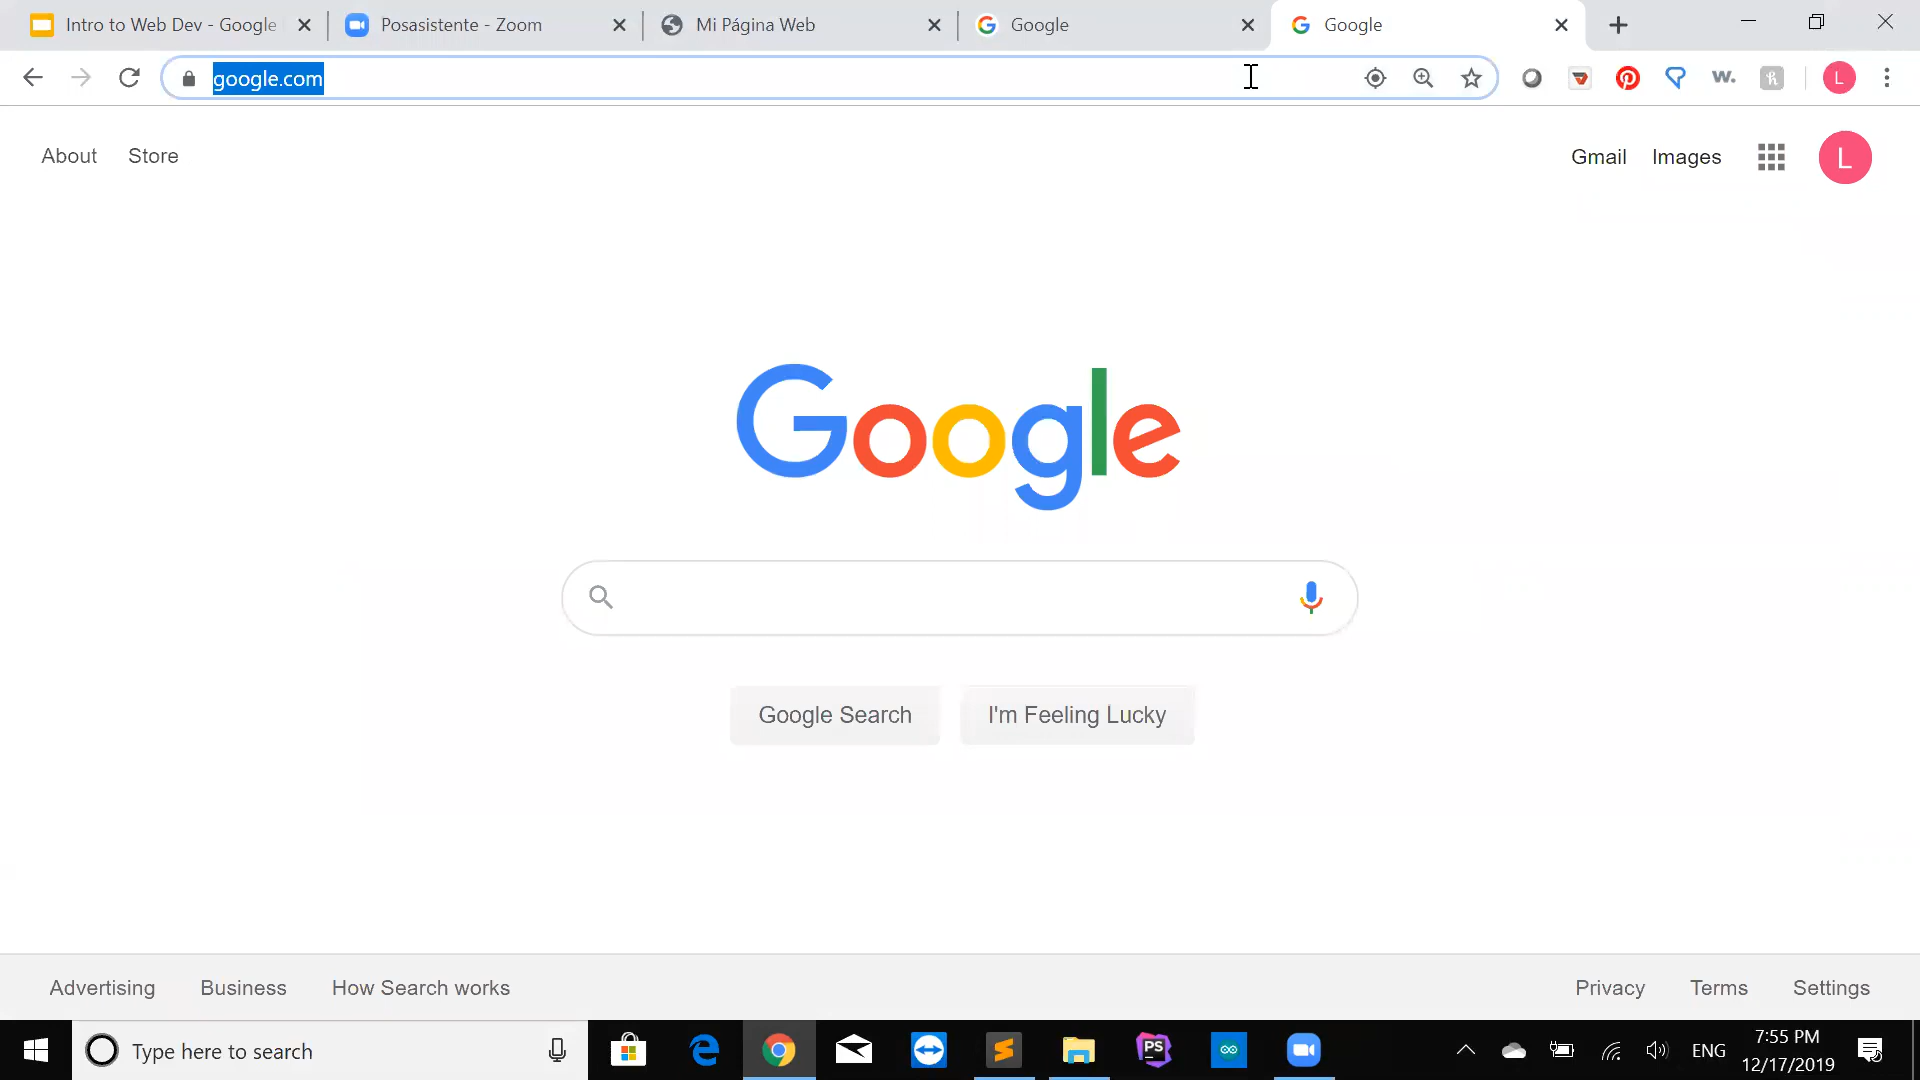 Intro to Web Dev - Google
Posasistente - Zoom
Mi Página Web
Google
Google
google.com
w.
L
About
Store
Gmail
Images
L
Google
Google Search
I'm Feeling Lucky
Advertising
Business
How Search works
Privacy
Terms
Settings
Type here to search
PS
ENG
7:55 PM
12/17/2019